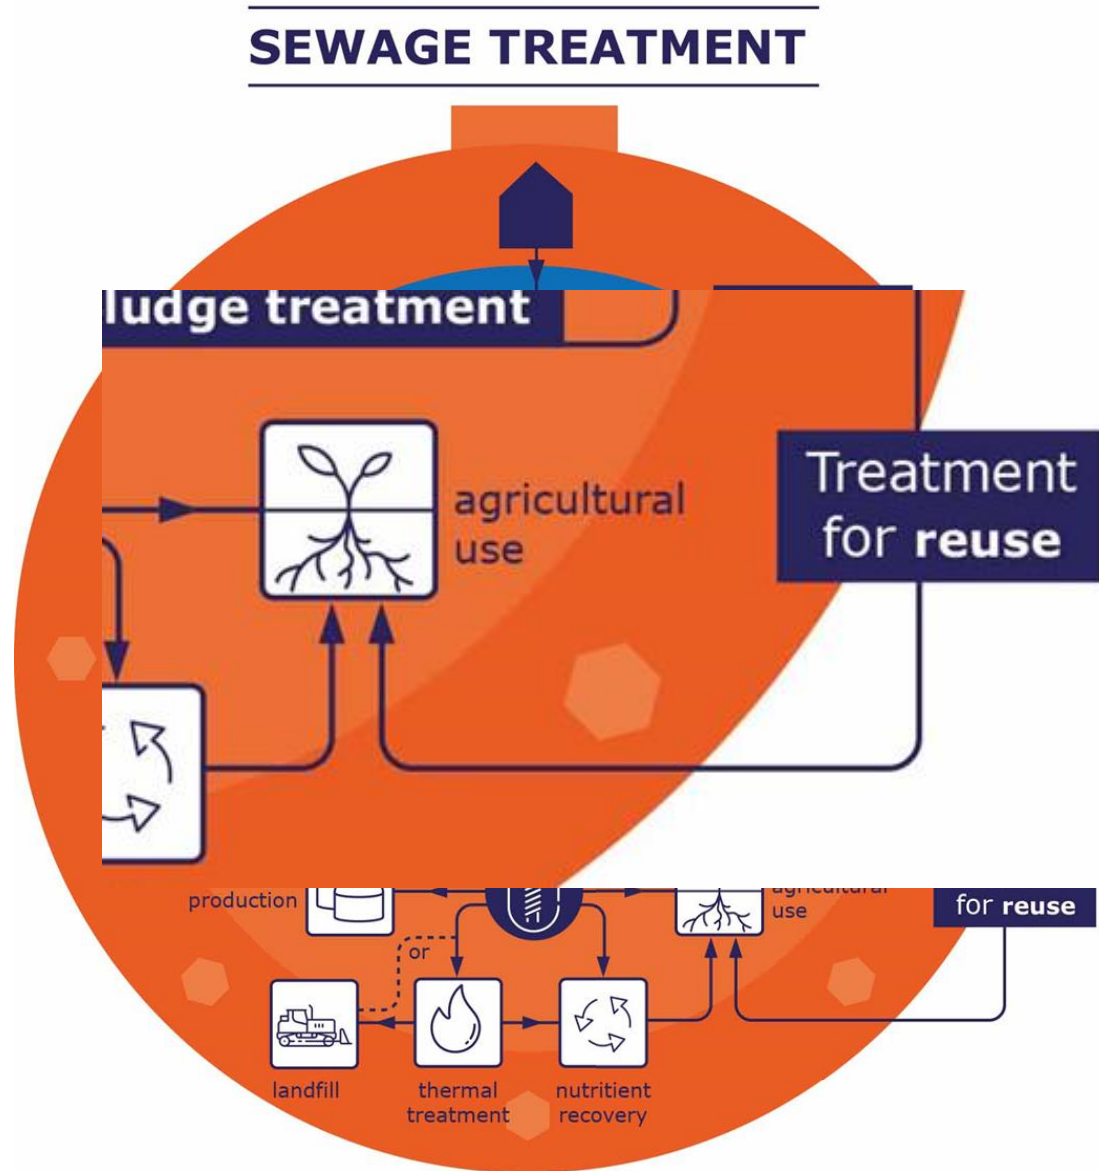 SEWAGE TREATMENT
ludge treatment
agricultural
use
Treatment
for reuse
production
or
agricultural
use
for reuse
landfill
thermal
treatment
nutritient
recovery